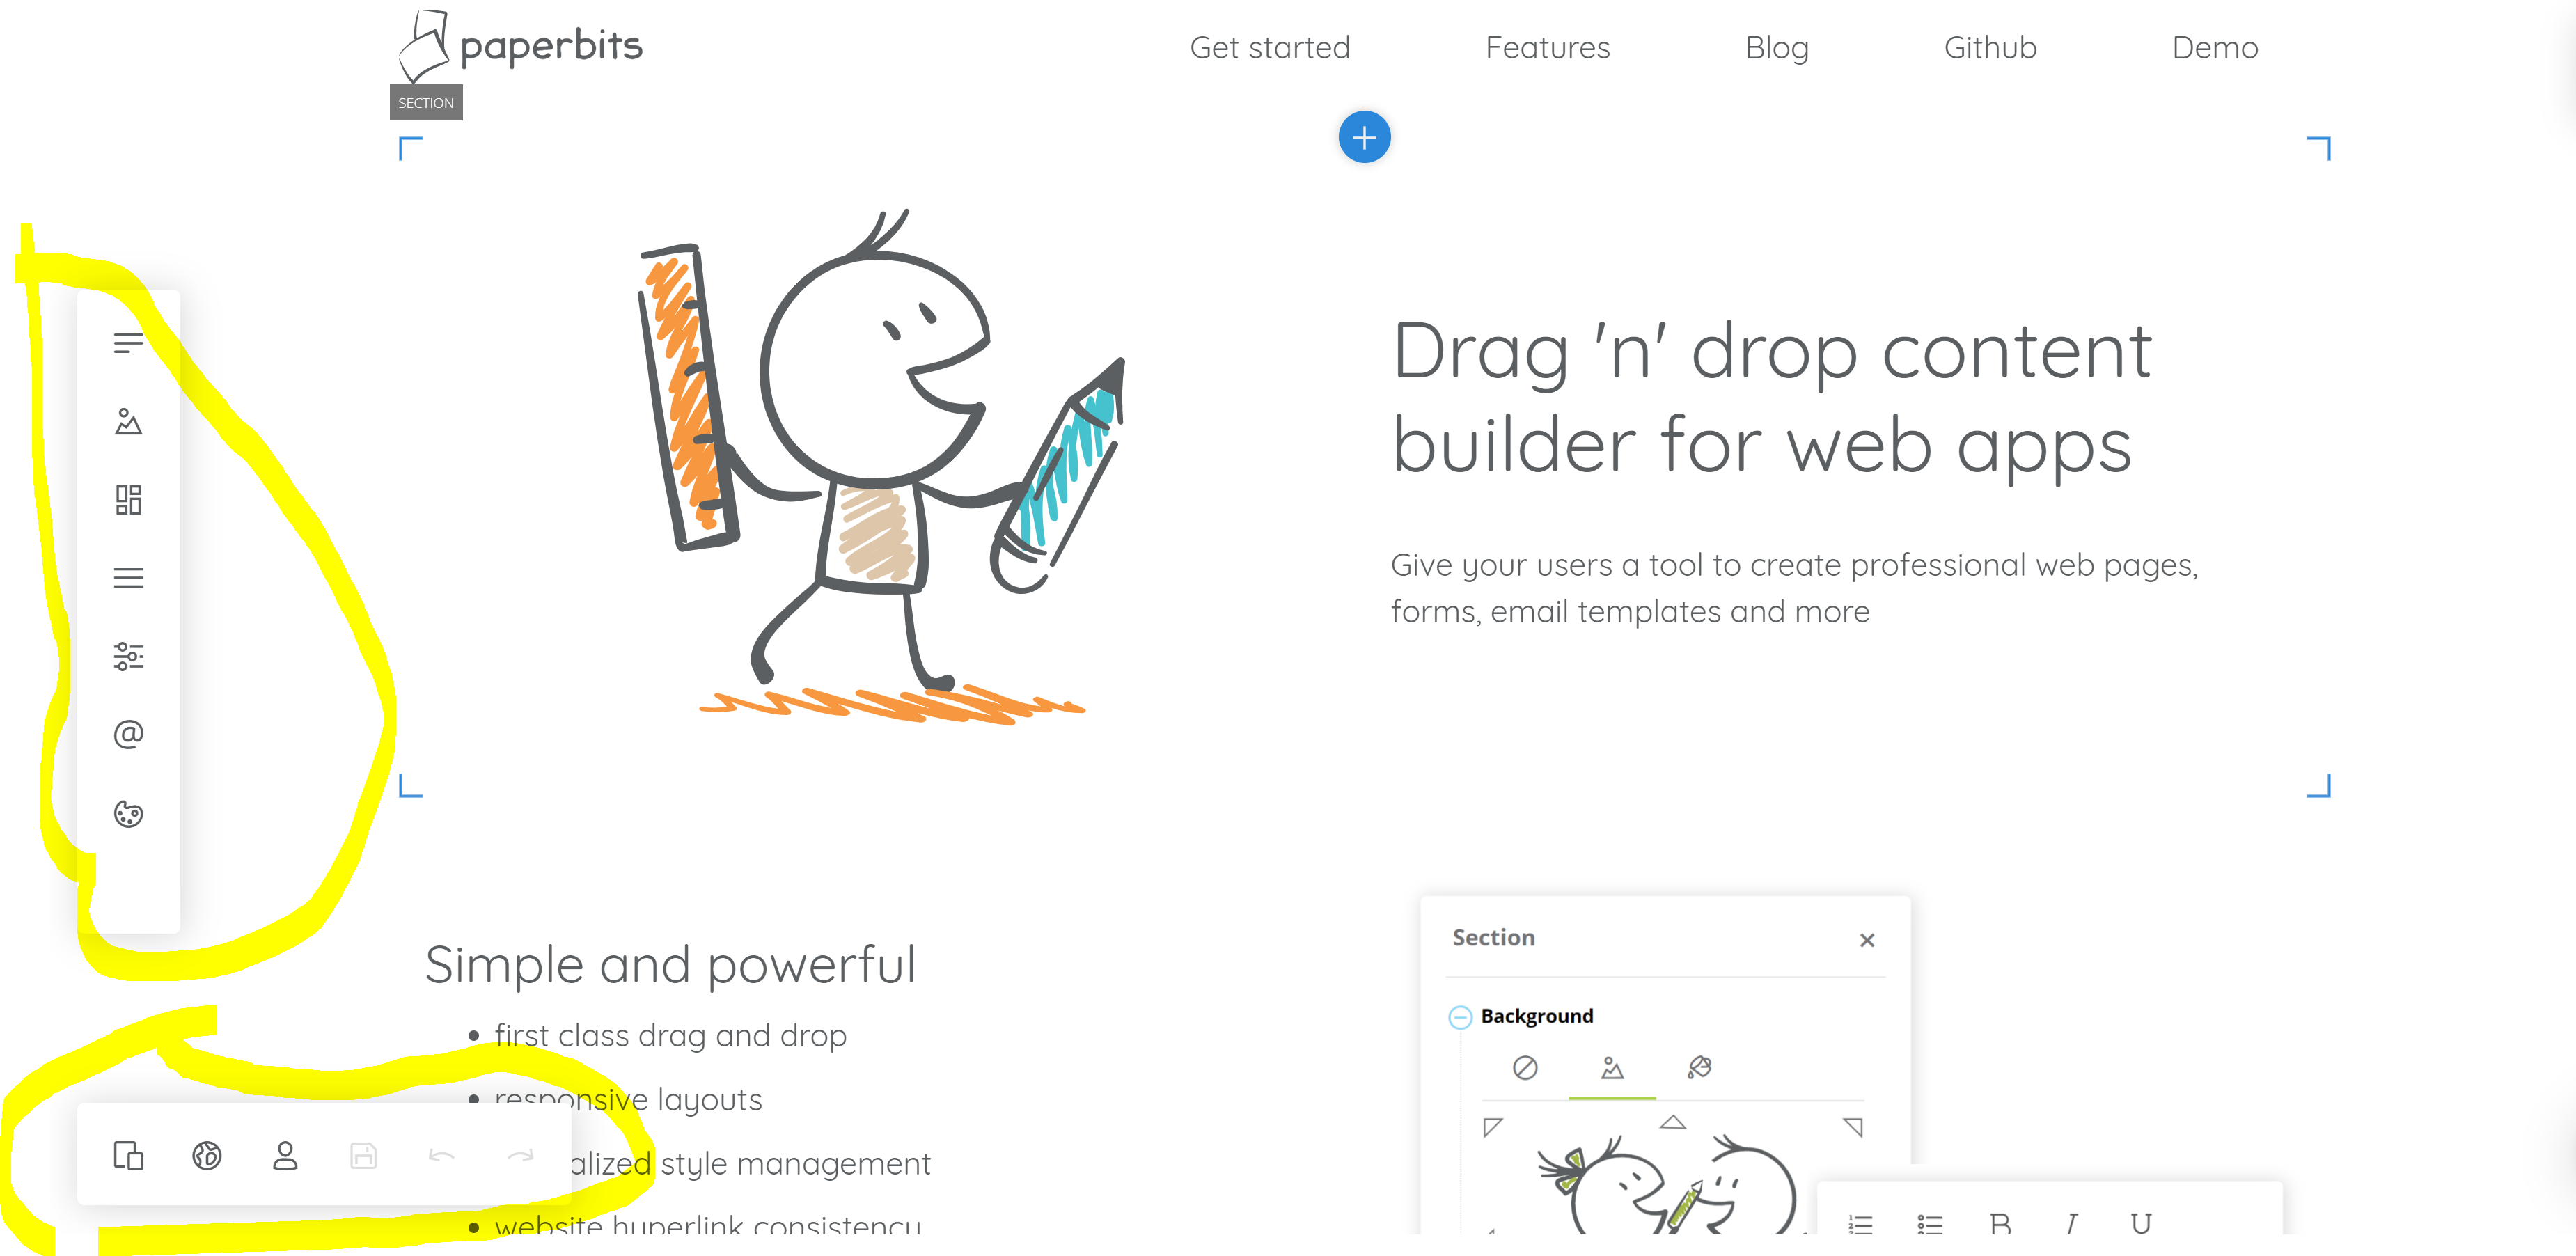 paperbits
Get started Features Blog Github Demo
SECTION
Drag 'n' drop content
builder for web apps
Give your users a tool to create professional web pages,
forms, email templates and more
Simple and powerful
• first class drag and drop
• responsive layouts
alized style management
• website hyperlink consistency
Section
Background
B I U